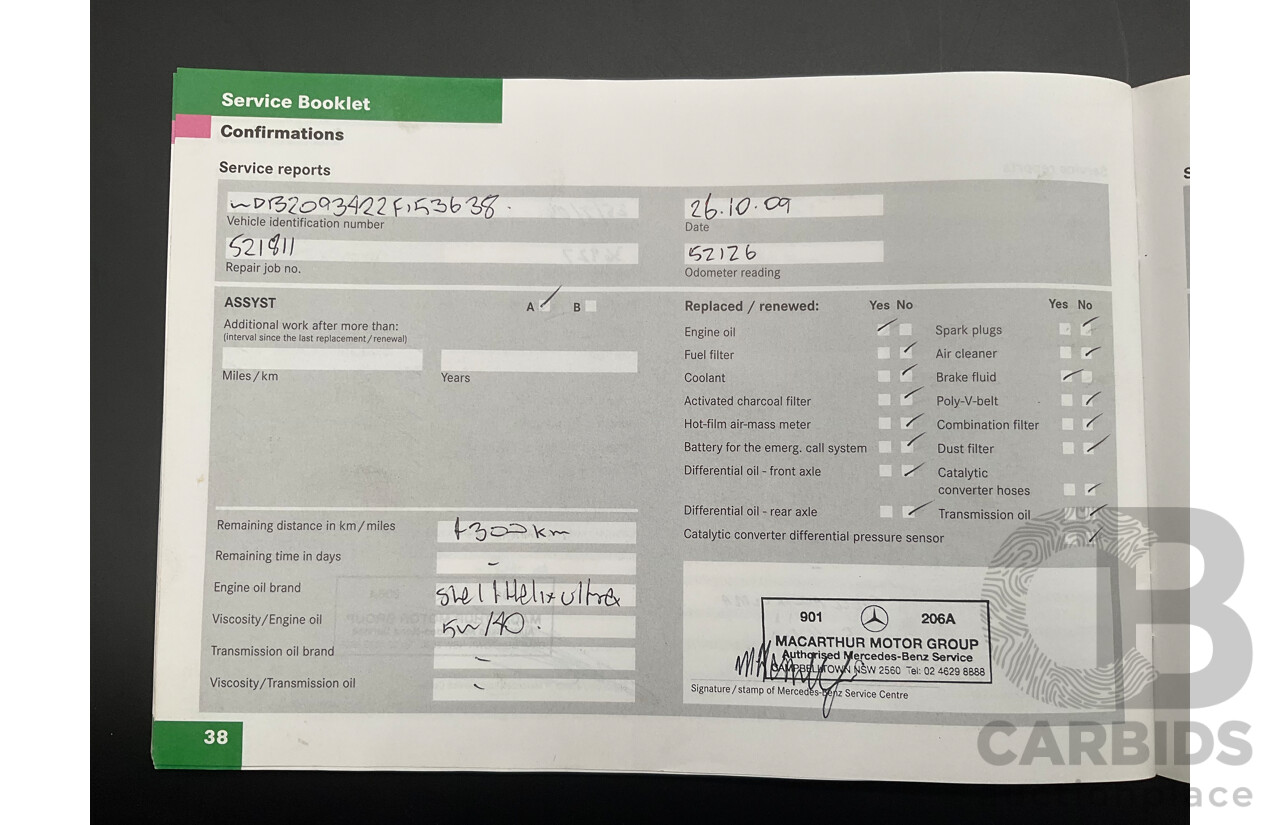 Service Booklet
Confirmations
Service reports
WDB2093422F153638.
Vehicle identification number
26.10.09
Date
521811
Repair job no.
52126
Odometer reading
ASSYST
A B
Additional work after more than:
(interval since the last replacement/renewal)
Miles/km
Years
Replaced / renewed: Yes No
Yes No
Engine oil
Spark plugs
Fuel filter
Air cleaner
Coolant
Brake fluid
Activated charcoal filter
Poly-V-belt
Hot-film air-mass meter
Combination filter
Battery for the emerg. call system
Dust filter
Differential oil - front axle
Catalytic
converter hoses
Differential oil - rear axle
Transmission oil
Catalytic converter differential pressure sensor
Remaining distance in km/miles
+300km
Remaining time in days
-
Engine oil brand
Shell Helix ultra
Viscosity/Engine oil
5w/40.
Transmission oil brand
-
Viscosity/Transmission oil
-
901 206A
MACARTHUR MOTOR GROUP
Authorised Mercedes-Benz Service
CAMPBELLTOWN NSW 2560 Tel: 02 4629 8888
Signature/stamp of Mercedes-Benz Service Centre
38
CB
CARBIDS